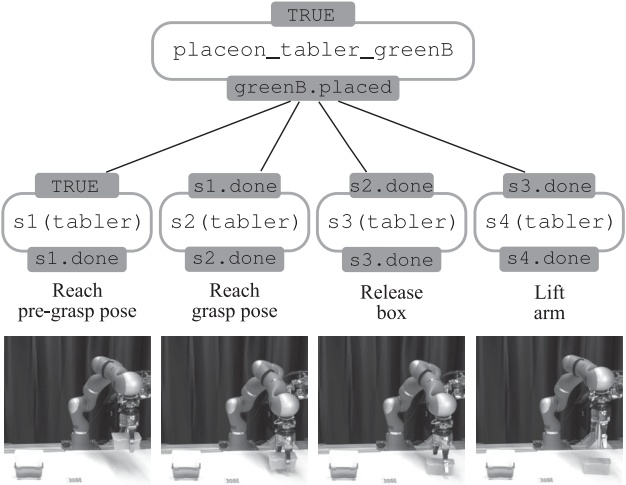 TRUE
placeon_tabler_greenB
greenB.placed
TRUE
s1.done
s2.done
s3.done
s1(tabler)
s2(tabler)
s3(tabler)
s4(tabler)
s1.done
s2.done
s3.done
s4.done
Reach
pre-grasp pose
Reach
grasp pose
Release
box
Lift
arm